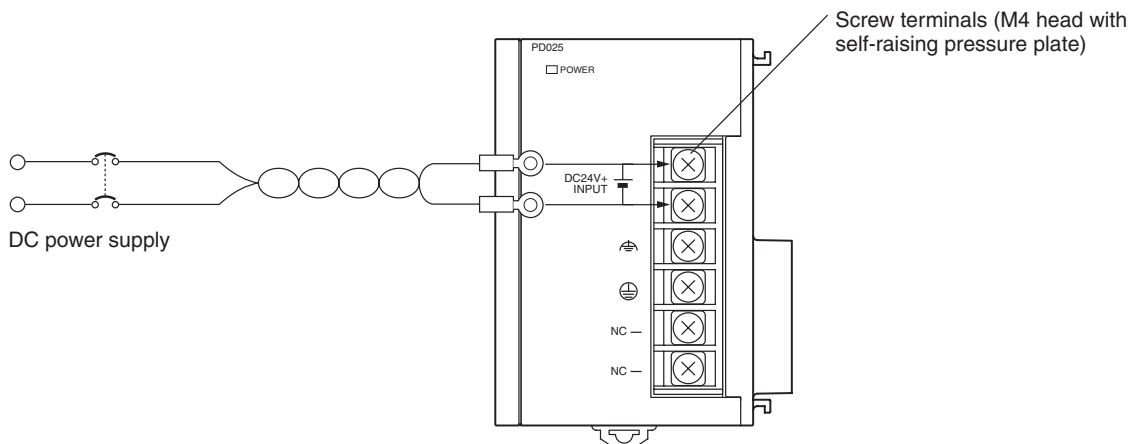 Screw terminals (M4 head with
self-raising pressure plate)
PD025
POWER
DC24V+
INPUT
DC power supply
NC
NC